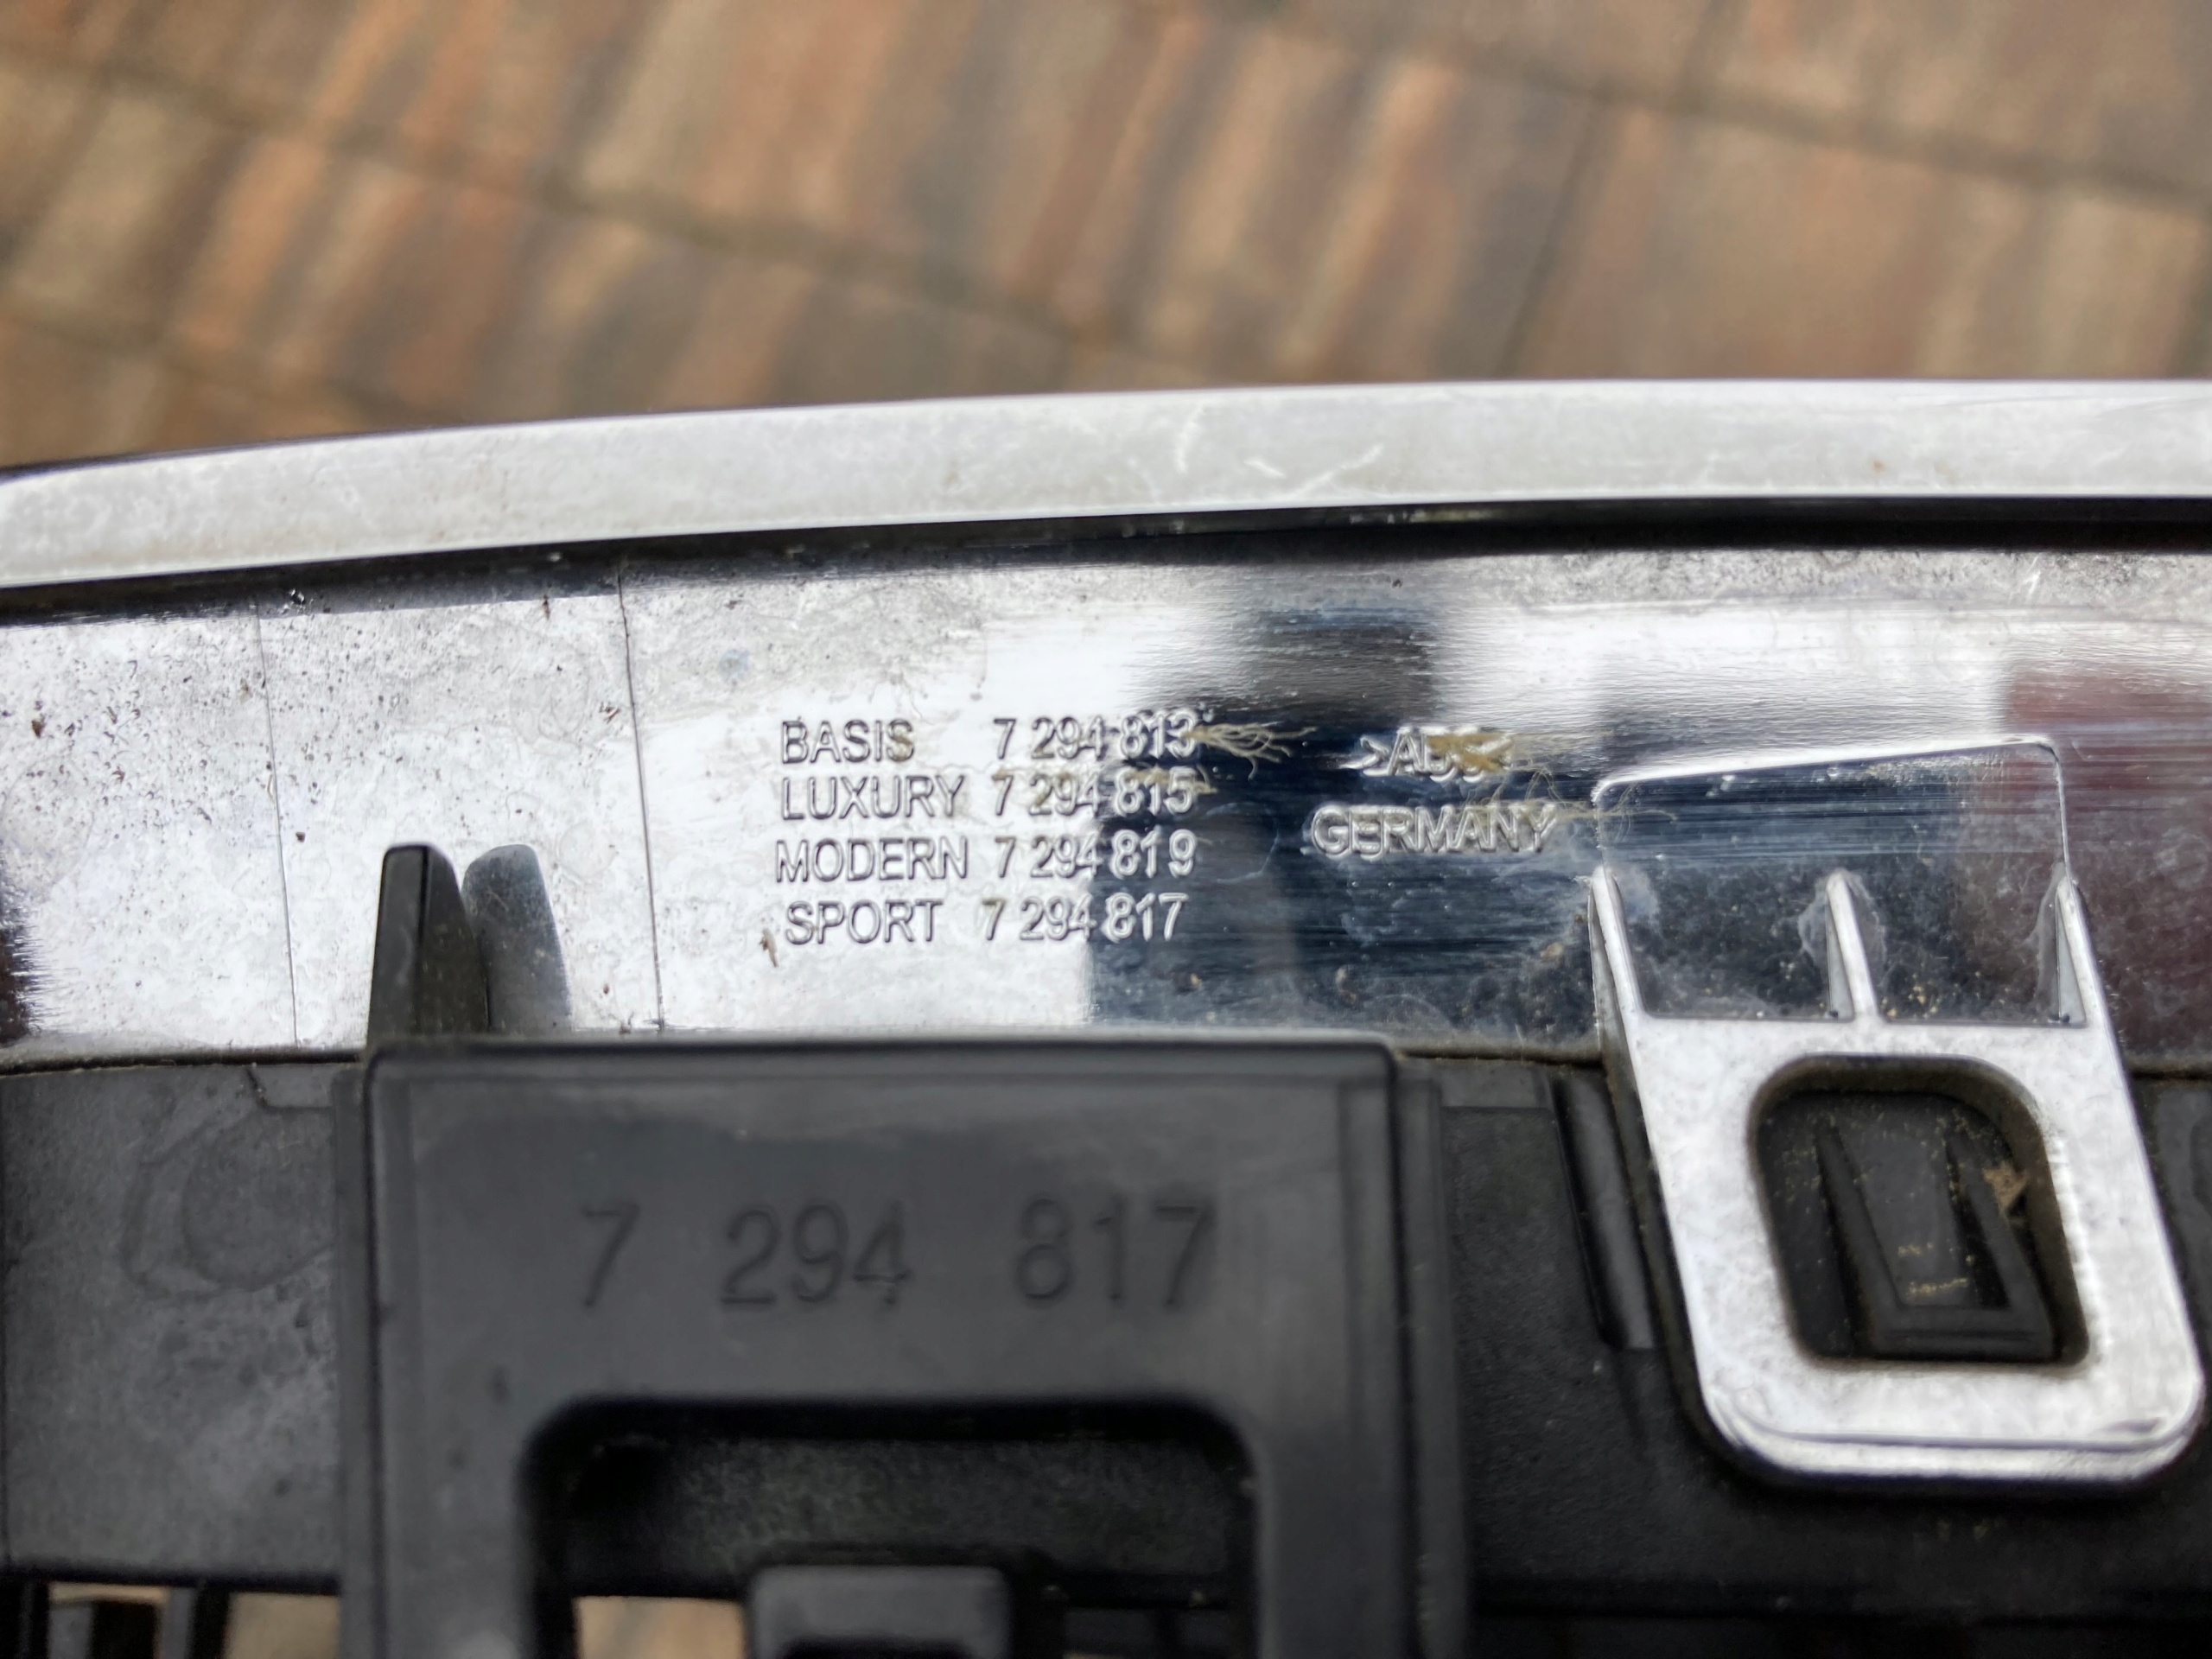 BASIS 7 294 813
LUXURY 7 294 815
MODERN 7 294 819
SPORT 7 294 817
>ABS<
GERMANY
7 294 817